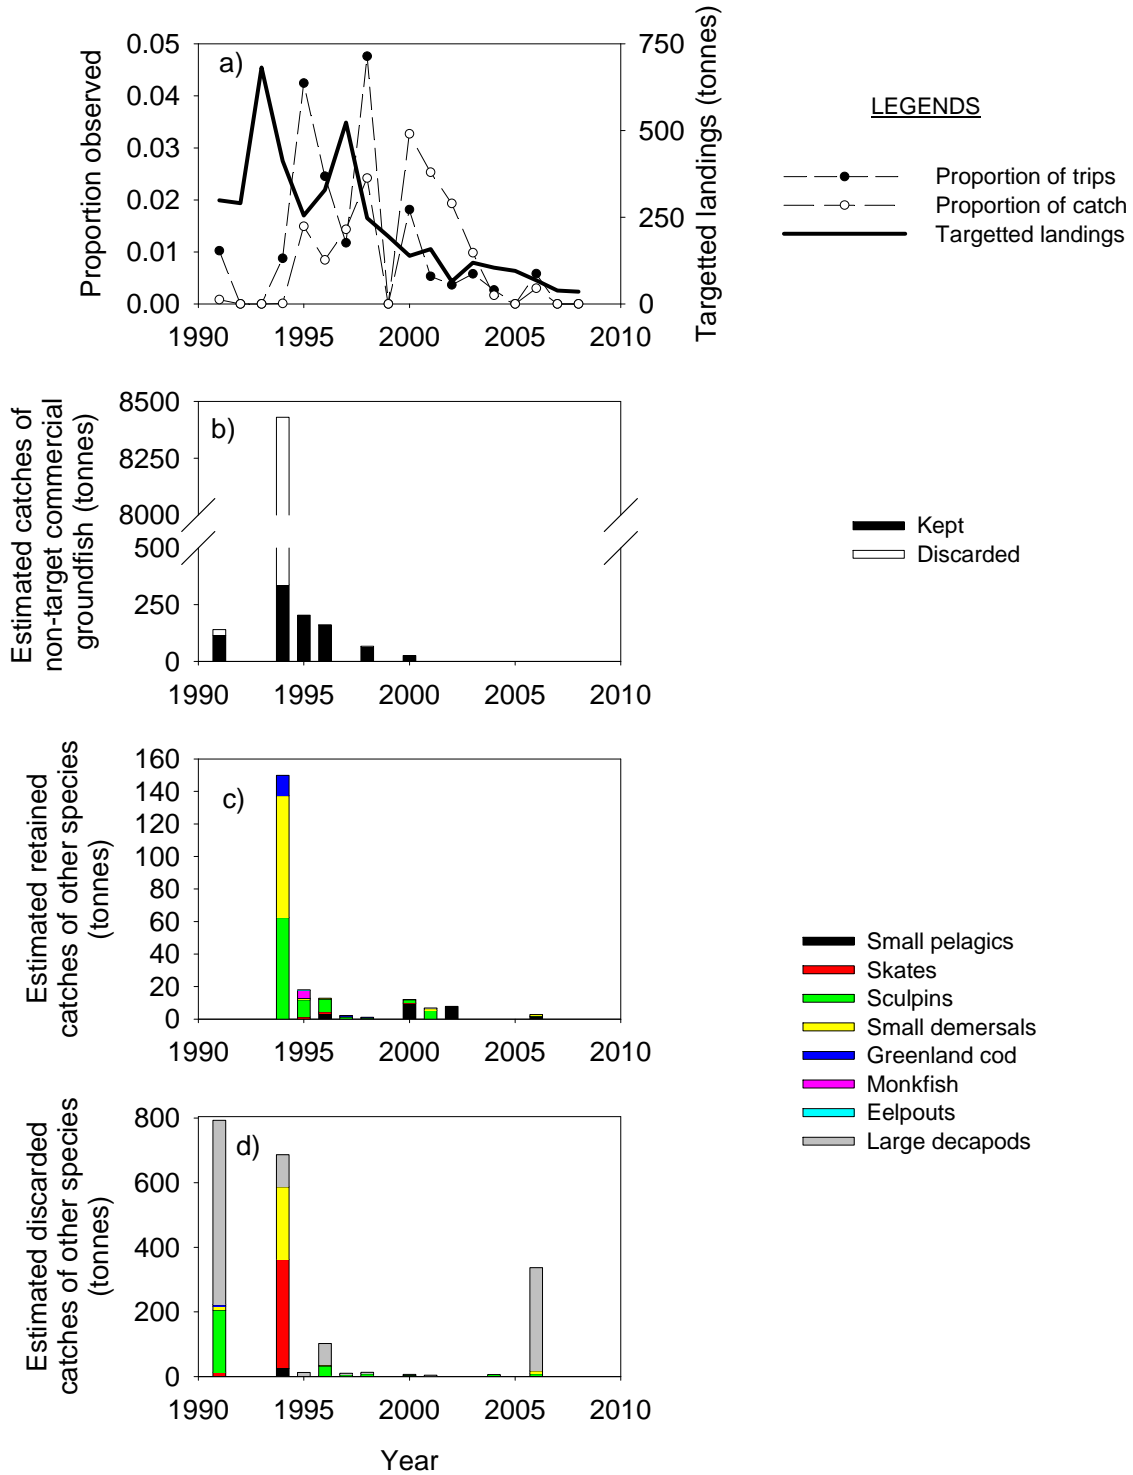 a)
Proportion observed
0.05
0.04
0.03
0.02
0.01
0.00
750
500
250
0
Targetted landings (tonnes)
1990 1995 2000 2005 2010
LEGENDS
Proportion of trips
Proportion of catch
Targetted landings
b)
Estimated catches of
non-target commercial
groundfish (tonnes)
8500
8250
8000
500
250
0
1990 1995 2000 2005 2010
Kept
Discarded
c)
Estimated retained
catches of other species
(tonnes)
160
140
120
100
80
60
40
20
0
1990 1995 2000 2005 2010
Small pelagics
Skates
Sculpins
Small demersals
Greenland cod
Monkfish
Eelpouts
Large decapods
d)
Estimated discarded
catches of other species
(tonnes)
800
600
400
200
0
1990 1995 2000 2005 2010
Year